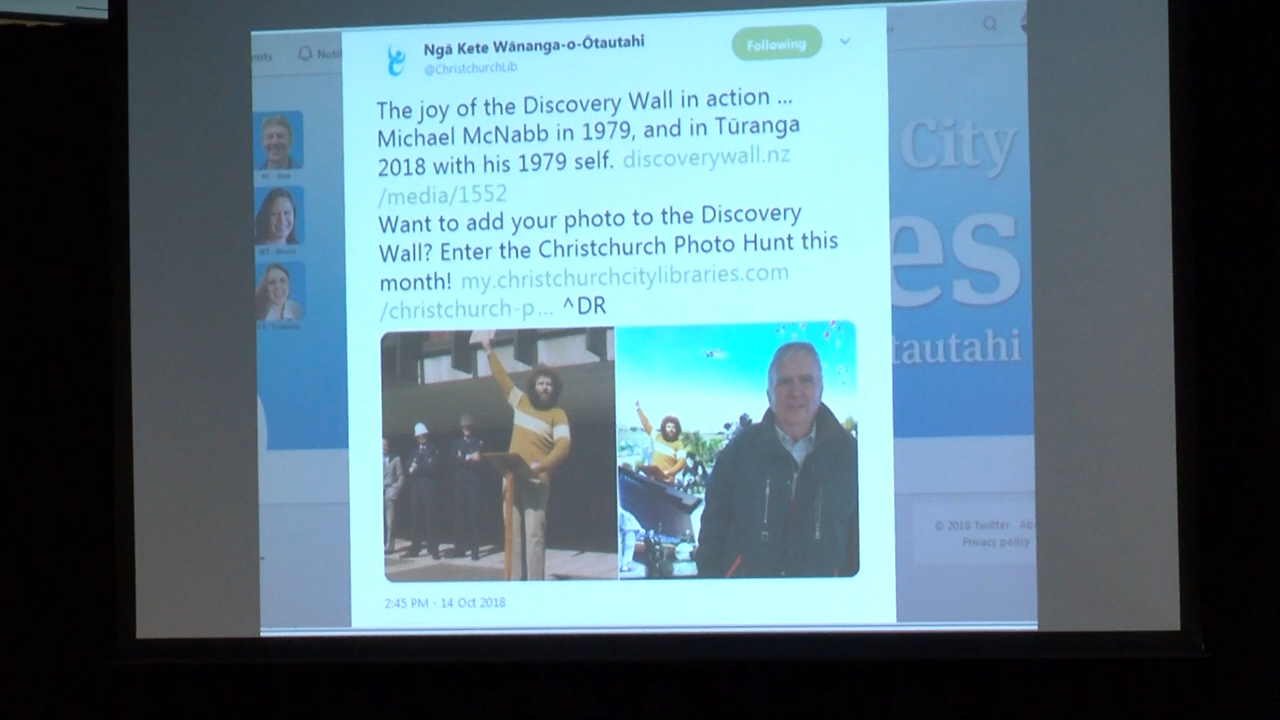 Ngā Kete Wānanga-o-Ōtautahi
@ChristchurchLib
Following
The joy of the Discovery Wall in action ...
Michael McNabb in 1979, and in Tūranga
2018 with his 1979 self. discoverywall.nz
/media/1552
Want to add your photo to the Discovery
Wall? Enter the Christchurch Photo Hunt this
month! my.christchurchcitylibraries.com
/christchurch-p... ^DR
2:45 PM - 14 Oct 2018
ents
Noti
City
es
tautahi
© 2018 Twitter Ab
Privacy policy